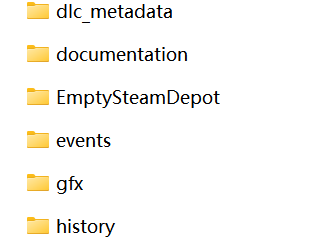 dlc_metadata
documentation
EmptySteamDepot
events
gfx
history